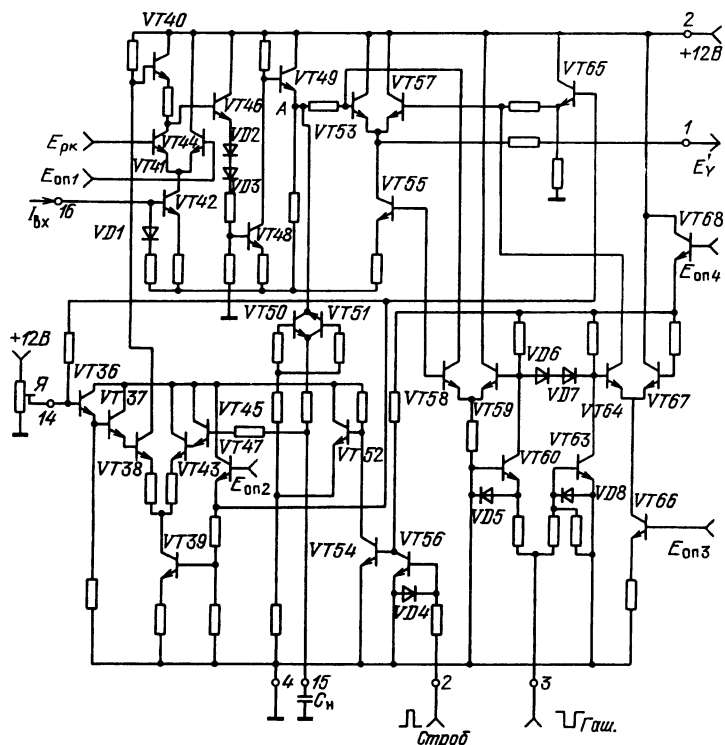 VT40
2
+12В
VT49
VT57
VT65
VT46
A
VD2
VT53
Eрк
VT44
1
VT41
VD3
E'Y
Eоп1
VT55
VT42
VT68
Iвх
16
VT48
VD1
Eоп4
VT50
VT51
+12В
VD6
VT36
Я
VT37
14
VT45
VT58
VD7
VT59
VT64
VT67
VT47
VT63
VT38
VT43
VT52
VT60
Eоп2
VD5
VD8
VT66
VT39
VT54
VT56
Eоп3
VD4
4
15
2
3
Cн
Строб
Гаш.